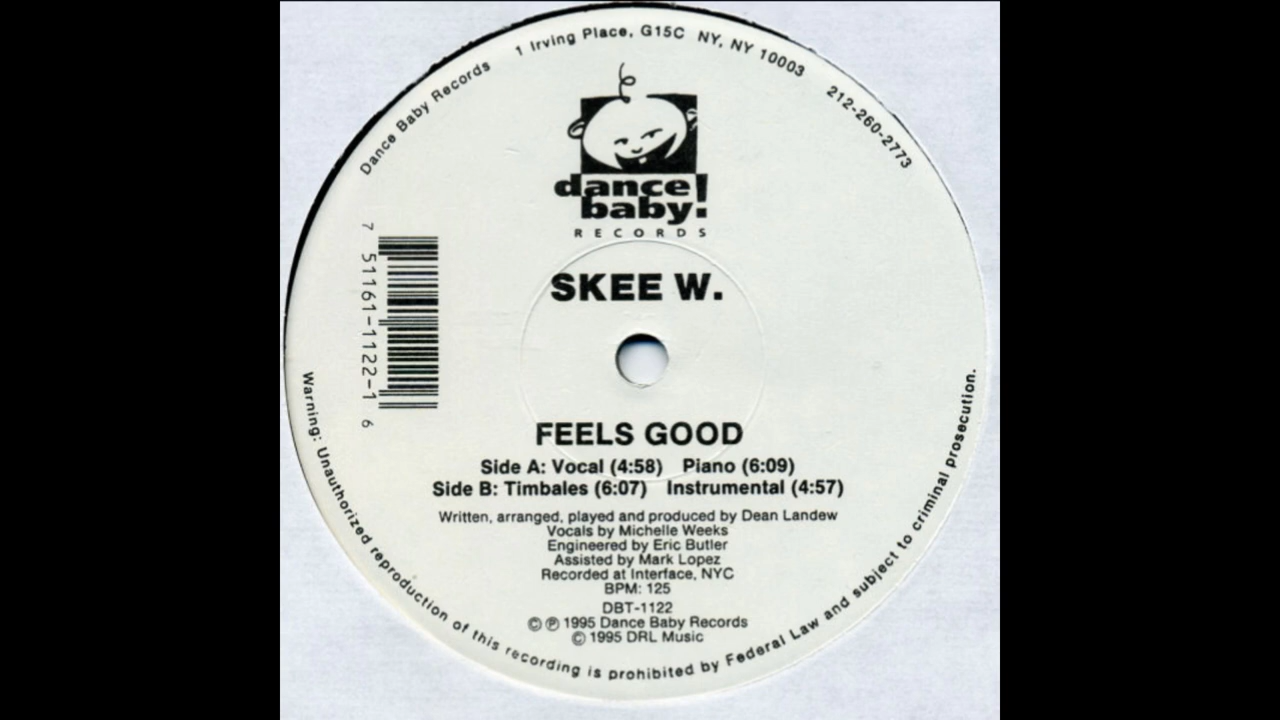 Dance Baby Records 1 Irving Place, G15C NY, NY 10003 212-260-2773
dance
baby!
RECORDS
SKEE W.
7 51161-1122-1 6
FEELS GOOD
Side A: Vocal (4:58) Piano (6:09)
Side B: Timbales (6:07) Instrumental (4:57)
Written, arranged, played and produced by Dean Landew
Vocals by Michelle Weeks
Engineered by Eric Butler
Assisted by Mark Lopez
Recorded at Interface, NYC
BPM: 125
DBT-1122
© ℗ 1995 Dance Baby Records
© 1995 DRL Music
Warning: Unauthorized reproduction of this recording is prohibited by Federal Law and subject to criminal prosecution.